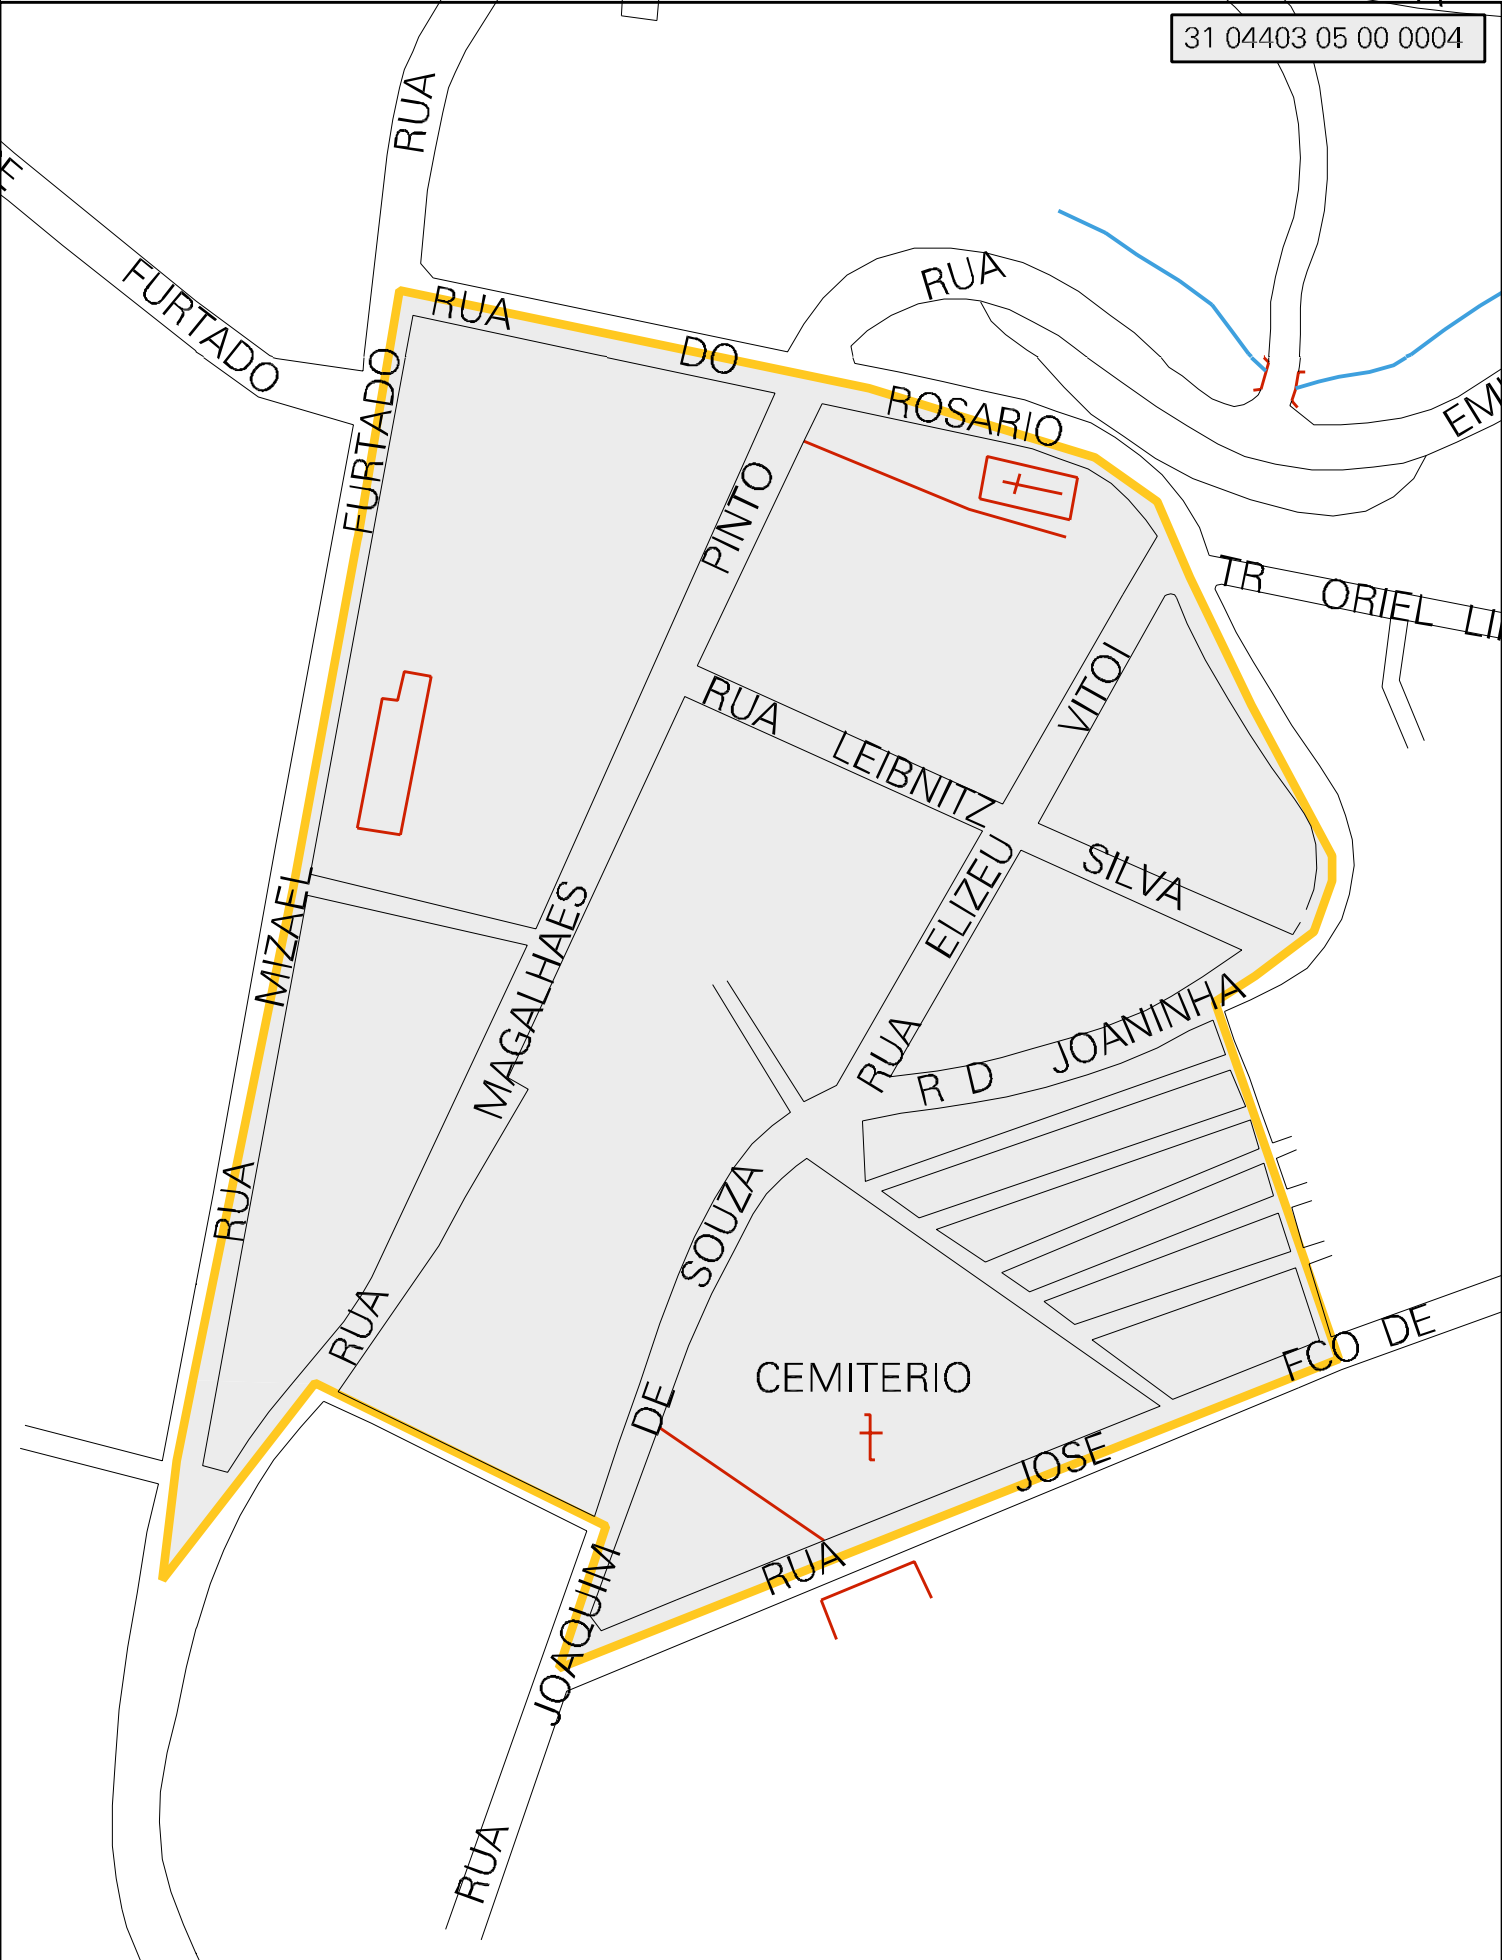 31 04403 05 00 0004
RUA
FURTADO
RUA DO ROSARIO
RUA
TR ORIEL
RUA MIZAEL FURTADO
RUA MAGALHAES PINTO
RUA LEIBNITZ SILVA
RUA ELIZEU VITOI
R D JOANINHA
RUA JOAQUIM DE SOUZA
CEMITERIO
RUA JOSE FCO DE